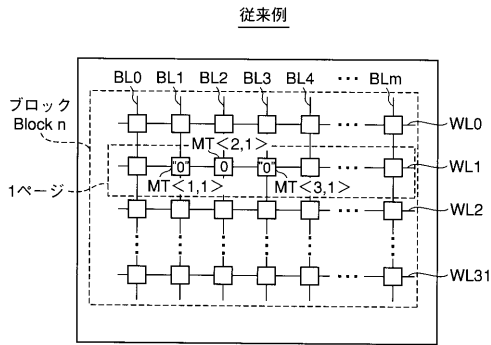 従来例
BL0 BL1 BL2 BL3 BL4 ··· BLm
ブロック
Block n
WL0
MT<2,1>
"0" 0 "0" ··· WL1
1ページ
MT<1,1> MT<3,1>
··· WL2
··· WL31